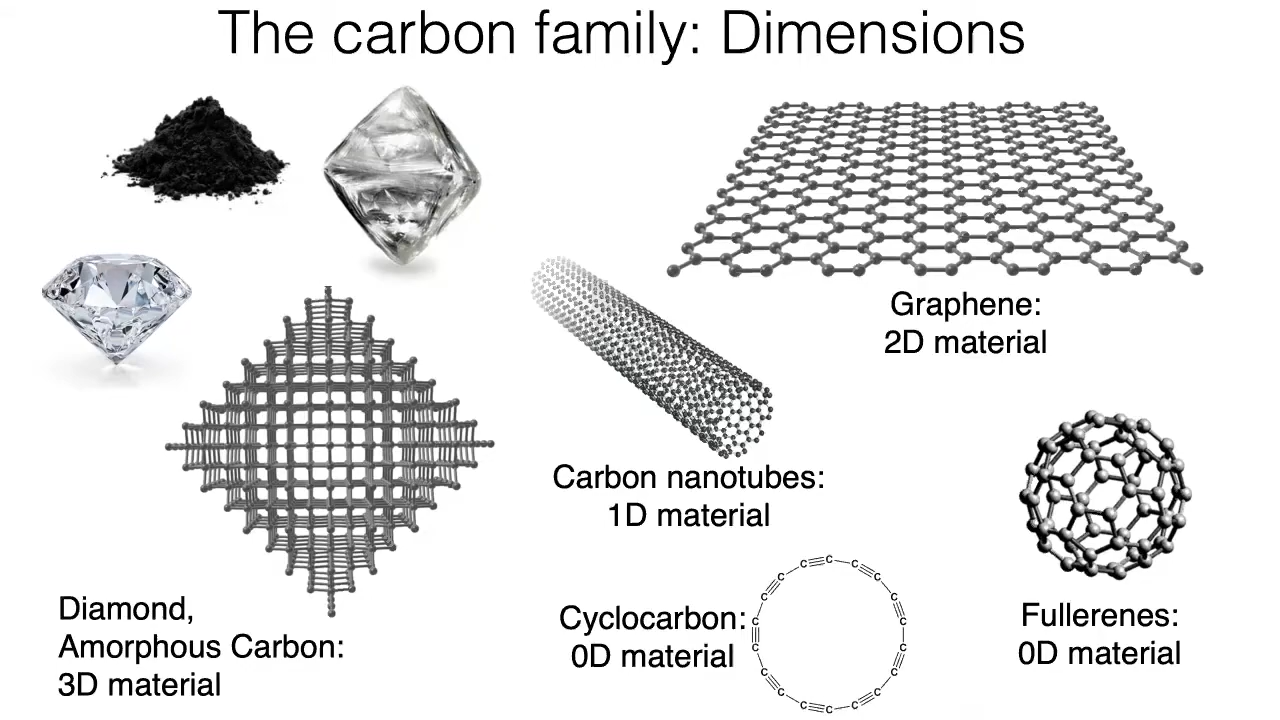 The carbon family: Dimensions
Graphene:
2D material
Carbon nanotubes:
1D material
Diamond,
Amorphous Carbon:
3D material
Cyclocarbon:
0D material
C≡C
C≡C
C≡C
C≡C
C≡C
C≡C
C≡C
C≡C
C≡C
Fullerenes:
0D material